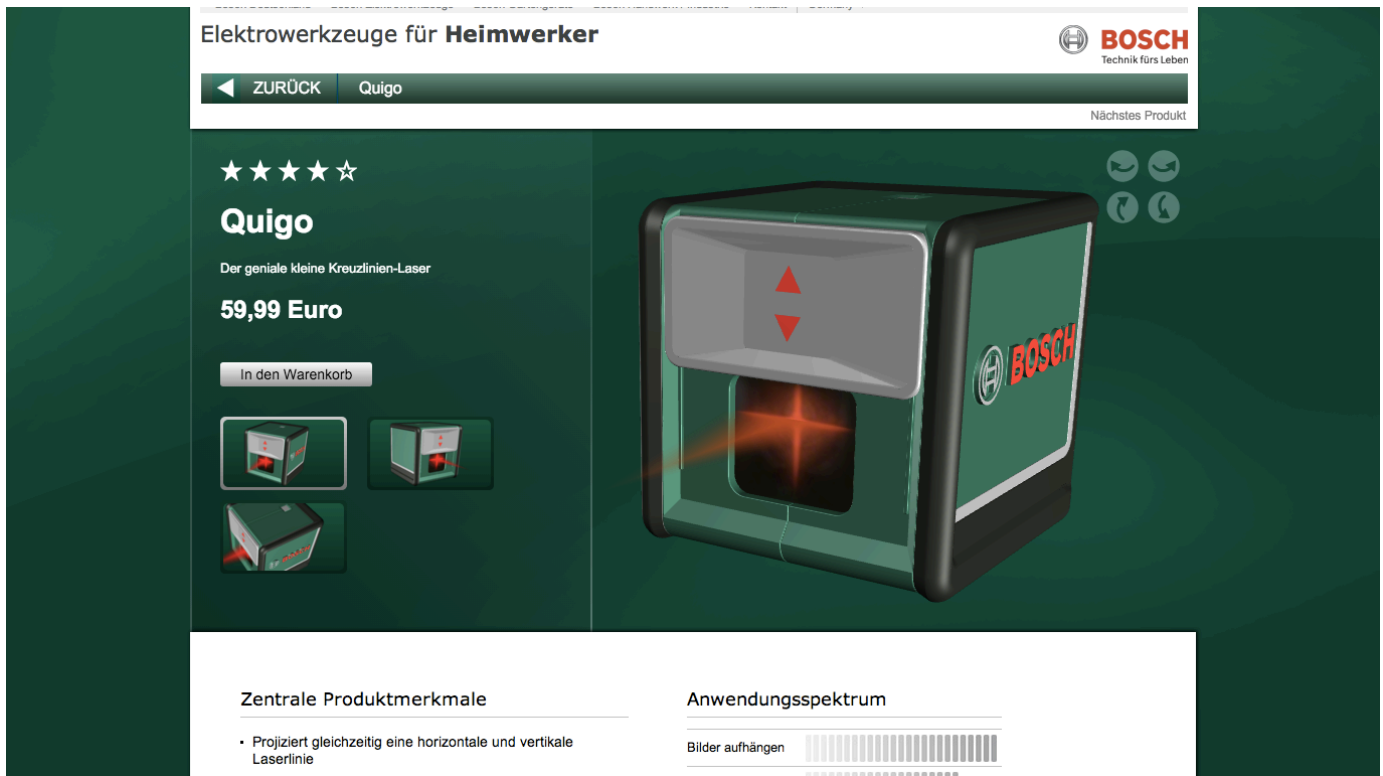 Elektrowerkzeuge für Heimwerker
BOSCH
Technik fürs Leben
ZURÜCK
Quigo
Nächstes Produkt
Quigo
Der geniale kleine Kreuzlinien-Laser
59,99 Euro
In den Warenkorb
BOSCH
Zentrale Produktmerkmale
• Projiziert gleichzeitig eine horizontale und vertikale
Laserlinie
Anwendungsspektrum
Bilder aufhängen